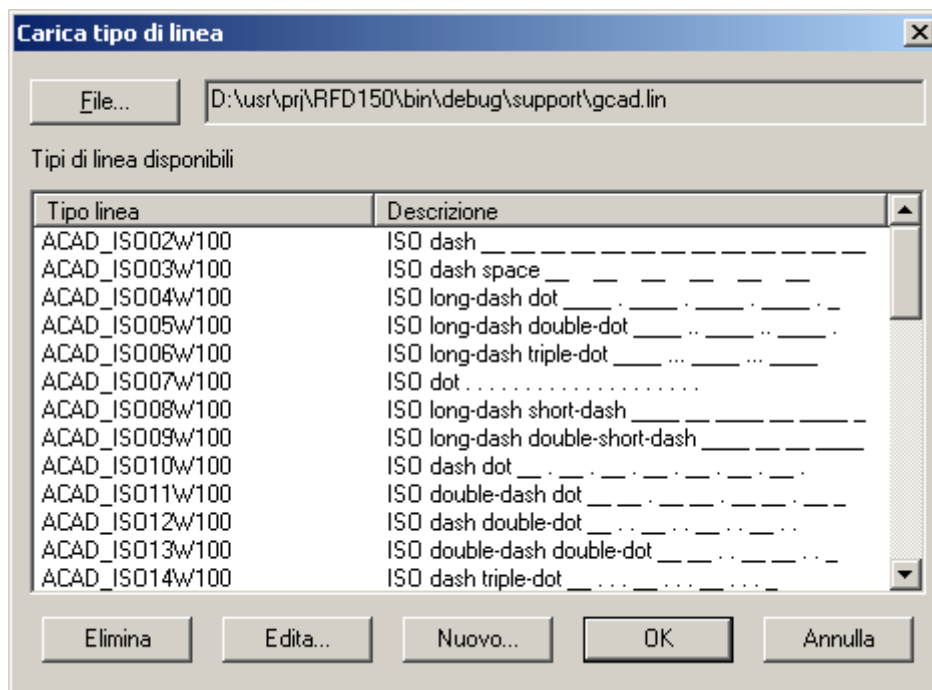 Carica tipo di linea
File... D:\usr\prj\RFD150\bin\debug\support\gcad.lin
Tipi di linea disponibili
Tipo linea Descrizione
ACAD_ISO02W100 ISO dash __ __ __ __ __ __ __ __ __ __ __ __ __
ACAD_ISO03W100 ISO dash space __ __ __ __ __ __
ACAD_ISO04W100 ISO long-dash dot ____ . ____ . ____ . ____ . _
ACAD_ISO05W100 ISO long-dash double-dot ____ .. ____ .. ____ .
ACAD_ISO06W100 ISO long-dash triple-dot ____ ... ____ ... ____
ACAD_ISO07W100 ISO dot . . . . . . . . . . . . . . . . . . . .
ACAD_ISO08W100 ISO long-dash short-dash ____ __ ____ __ ____ _
ACAD_ISO09W100 ISO long-dash double-short-dash ____ __ __ ____
ACAD_ISO10W100 ISO dash dot __ . __ . __ . __ . __ . __ . __ .
ACAD_ISO11W100 ISO double-dash dot __ __ . __ __ . __ __ . __ _
ACAD_ISO12W100 ISO dash double-dot __ . . __ . . __ . . __ . .
ACAD_ISO13W100 ISO double-dash double-dot __ __ . . __ __ . . _
ACAD_ISO14W100 ISO dash triple-dot __ . . . __ . . . __ . . . _
Elimina Edita... Nuovo... OK Annulla